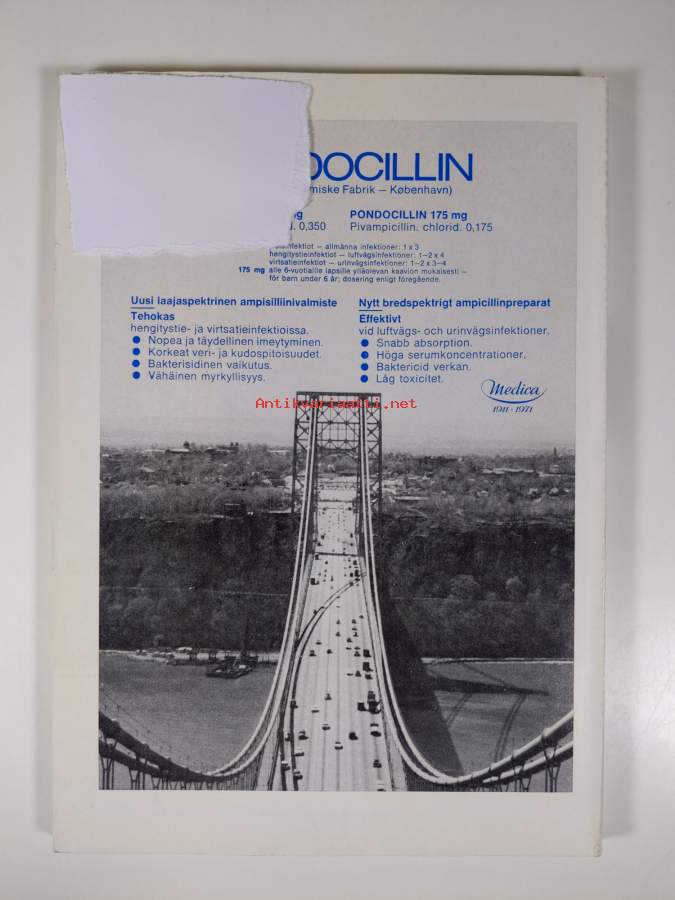 DOCILLIN
miske Fabrik — København)
mg PONDOCILLIN 175 mg
d. 0,350 Pivampicillin. chlorid. 0,175
infektiot — allmänna infektioner: 1 x 3
hengitystieinfektiot — luftvägsinfektioner: 1—2 x 4
virtsatieinfektiot — urinvägsinfektioner: 1—2 x 3—4
175 mg alle 6-vuotiaille lapsille ylläolevan kaavion mukaisesti —
för barn under 6 år; dosering enligt föregående.
Uusi laajaspektrinen ampisilliinivalmiste
Tehokas
hengitystie- ja virtsatieinfektioissa.
● Nopea ja täydellinen imeytyminen.
● Korkeat veri- ja kudospitoisuudet.
● Bakterisidinen vaikutus.
● Vähäinen myrkyllisyys.
Nytt bredspektrigt ampicillinpreparat
Effektivt
vid luftvägs- och urinvägsinfektioner.
● Snabb absorption.
● Höga serumkoncentrationer.
● Baktericid verkan.
● Låg toxicitet.
Medica
1911-1971
Antikvariaatti.net